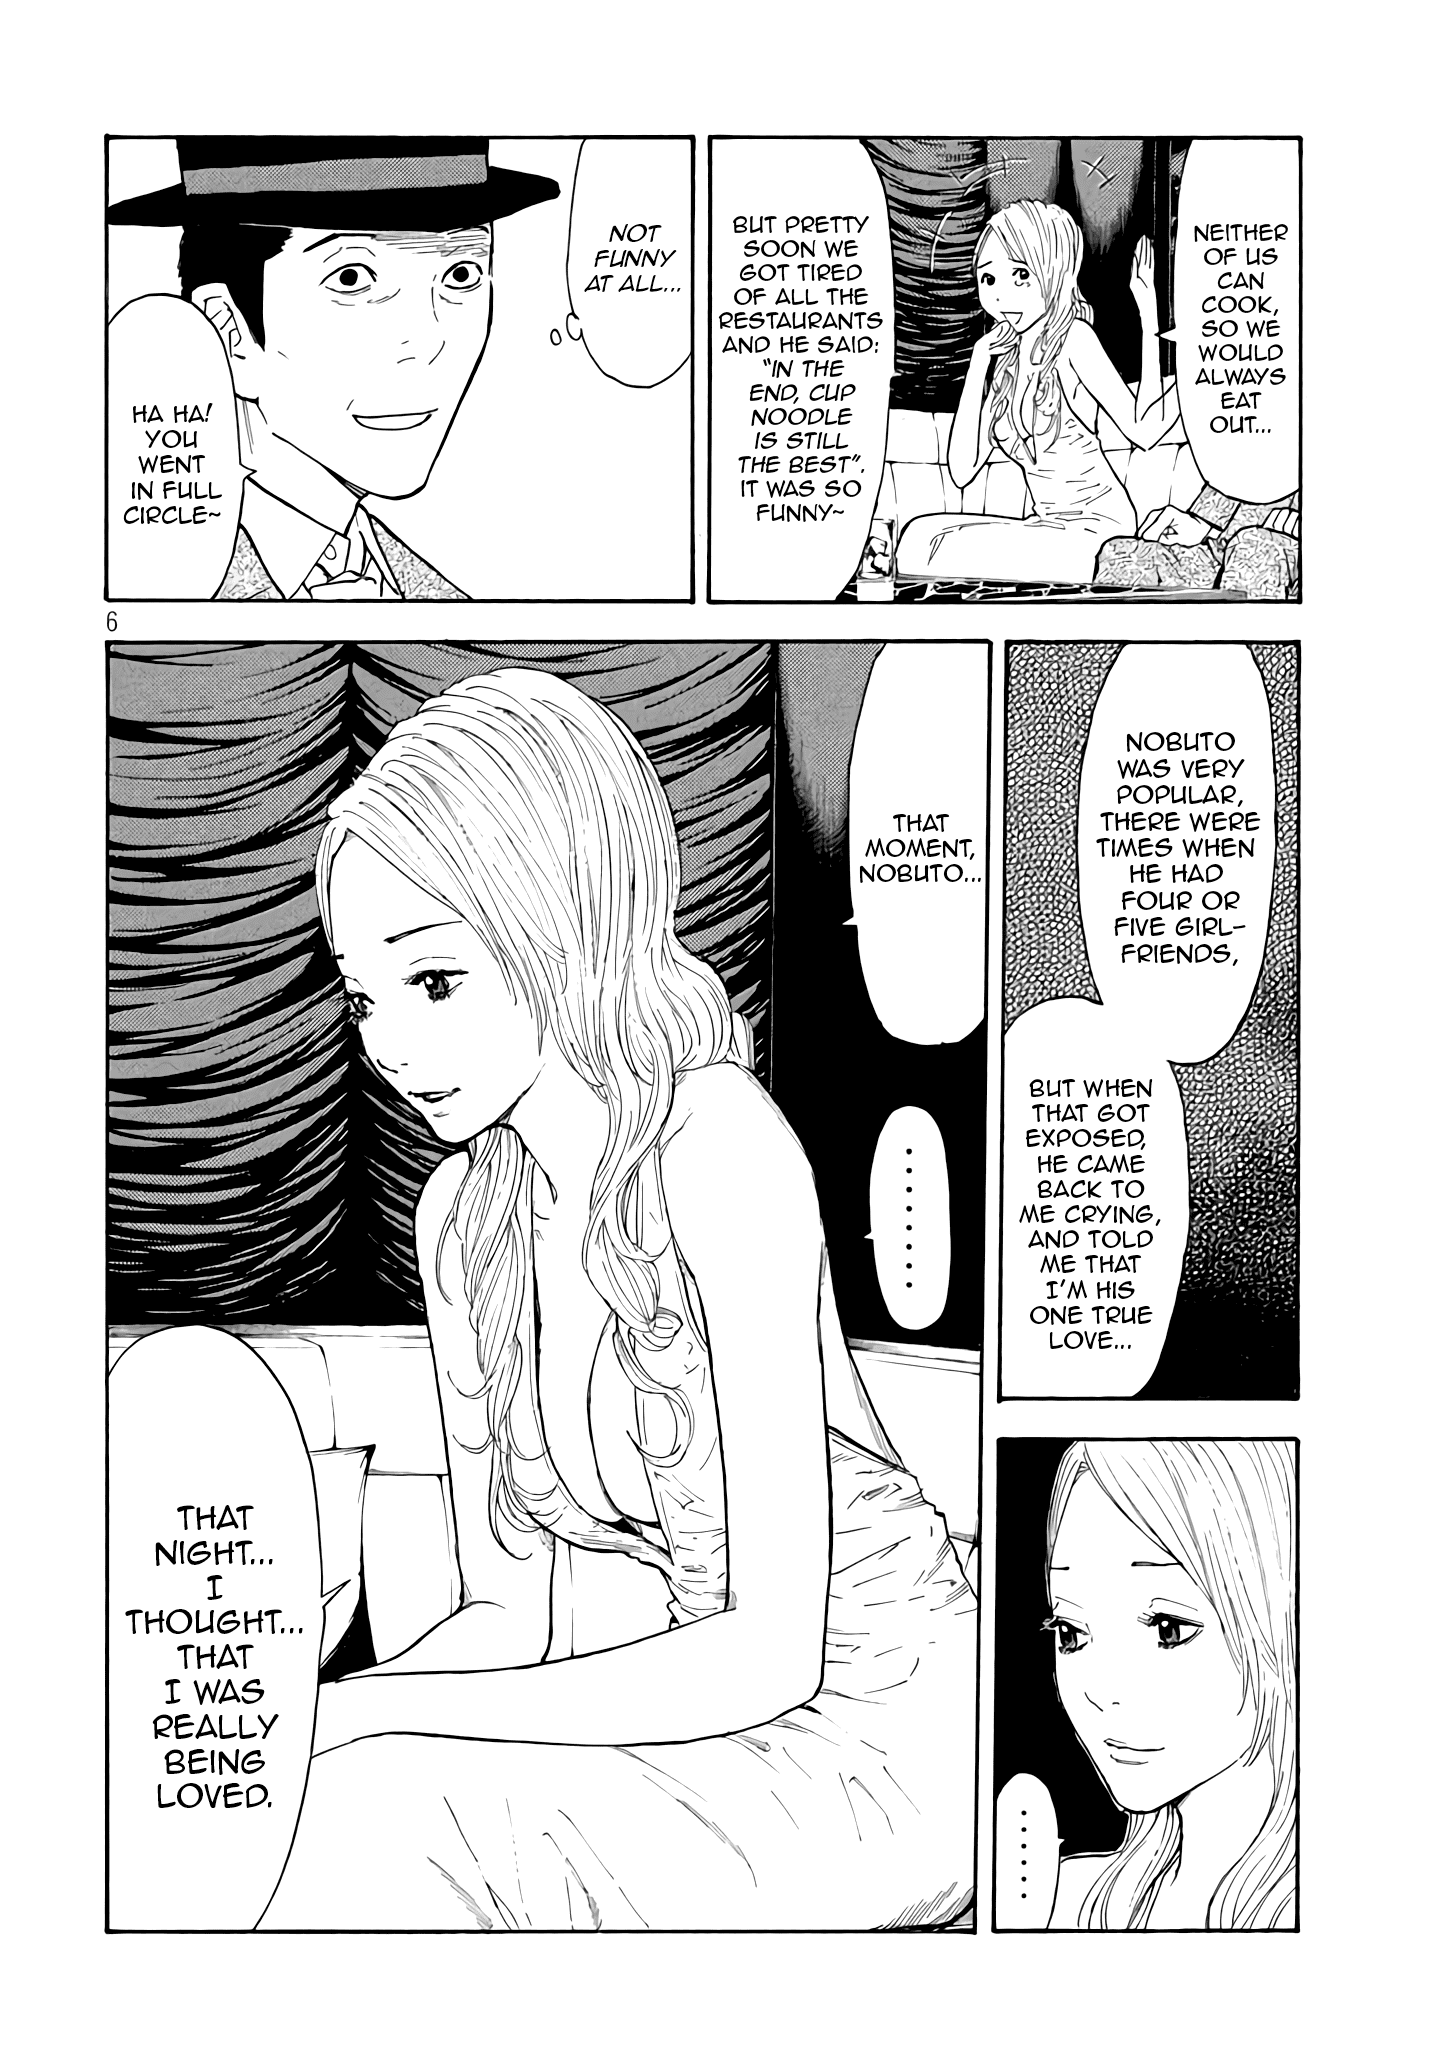 NEITHER
OF US
CAN
COOK,
SO WE
WOULD
ALWAYS
EAT
OUT...
BUT PRETTY
SOON WE
GOT TIRED
OF ALL THE
RESTAURANTS
AND HE SAID:
"IN THE
END, CUP
NOODLE
IS STILL
THE BEST".
IT WAS SO
FUNNY~
NOT
FUNNY
AT ALL...
HA HA!
YOU
WENT
IN FULL
CIRCLE~
6
NOBUTO
WAS VERY
POPULAR,
THERE WERE
TIMES WHEN
HE HAD
FOUR OR
FIVE GIRL-
FRIENDS,
BUT WHEN
THAT GOT
EXPOSED,
HE CAME
BACK TO
ME CRYING,
AND TOLD
ME THAT
I'M HIS
ONE TRUE
LOVE...
......
THAT
MOMENT,
NOBUTO...
........
THAT
NIGHT...
I
THOUGHT...
THAT
I WAS
REALLY
BEING
LOVED.